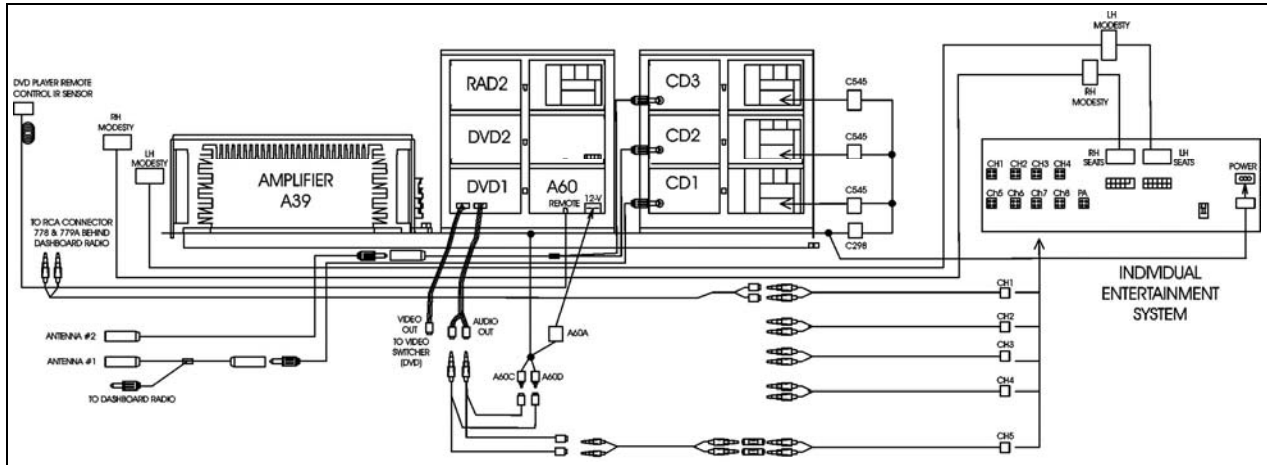 LH
MODESTY
RH
MODESTY
DVD PLAYER REMOTE
CONTROL IR SENSOR
RH
MODESTY
LH
MODESTY
AMPLIFIER
A39
RAD2
DVD2
DVD1
A60
REMOTE
12-V
CD3
CD2
CD1
C545
C545
C545
C298
RH
SEATS
LH
SEATS
POWER
CH1 CH2 CH3 CH4
Ch5 Ch6 Ch7 Ch8 PA
INDIVIDUAL
ENTERTAINMENT
SYSTEM
TO RCA CONNECTOR
778 & 779A BEHIND
DASHBOARD RADIO
ANTENNA #2
ANTENNA #1
TO DASHBOARD RADIO
VIDEO
OUT
TO VIDEO
SWITCHER
(DVD)
AUDIO
OUT
A60A
A60C
A60D
CH1
CH2
CH3
CH4
CH5